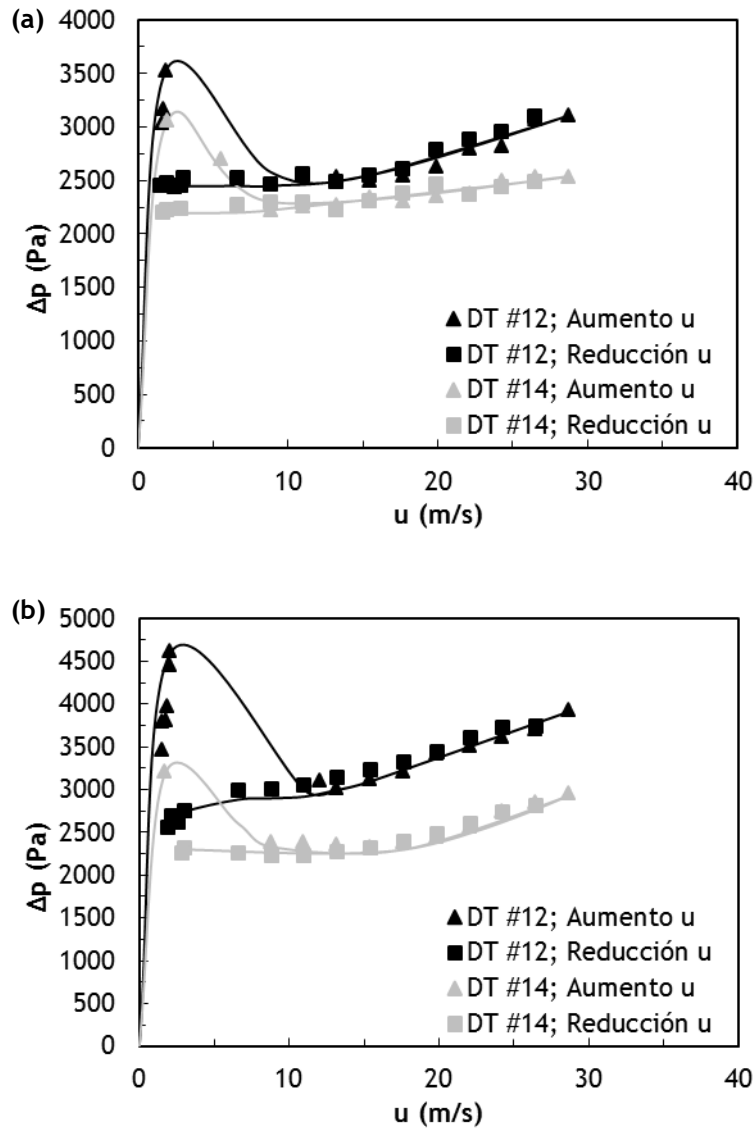 (a)
4000
3500
3000
2500
2000
1500
1000
500
0
Δp (Pa)
▲ DT #12; Aumento u
■ DT #12; Reducción u
▲ DT #14; Aumento u
■ DT #14; Reducción u
0 10 20 30 40
u (m/s)
(b)
5000
4500
4000
3500
3000
2500
2000
1500
1000
500
0
Δp (Pa)
▲ DT #12; Aumento u
■ DT #12; Reducción u
▲ DT #14; Aumento u
■ DT #14; Reducción u
0 10 20 30 40
u (m/s)